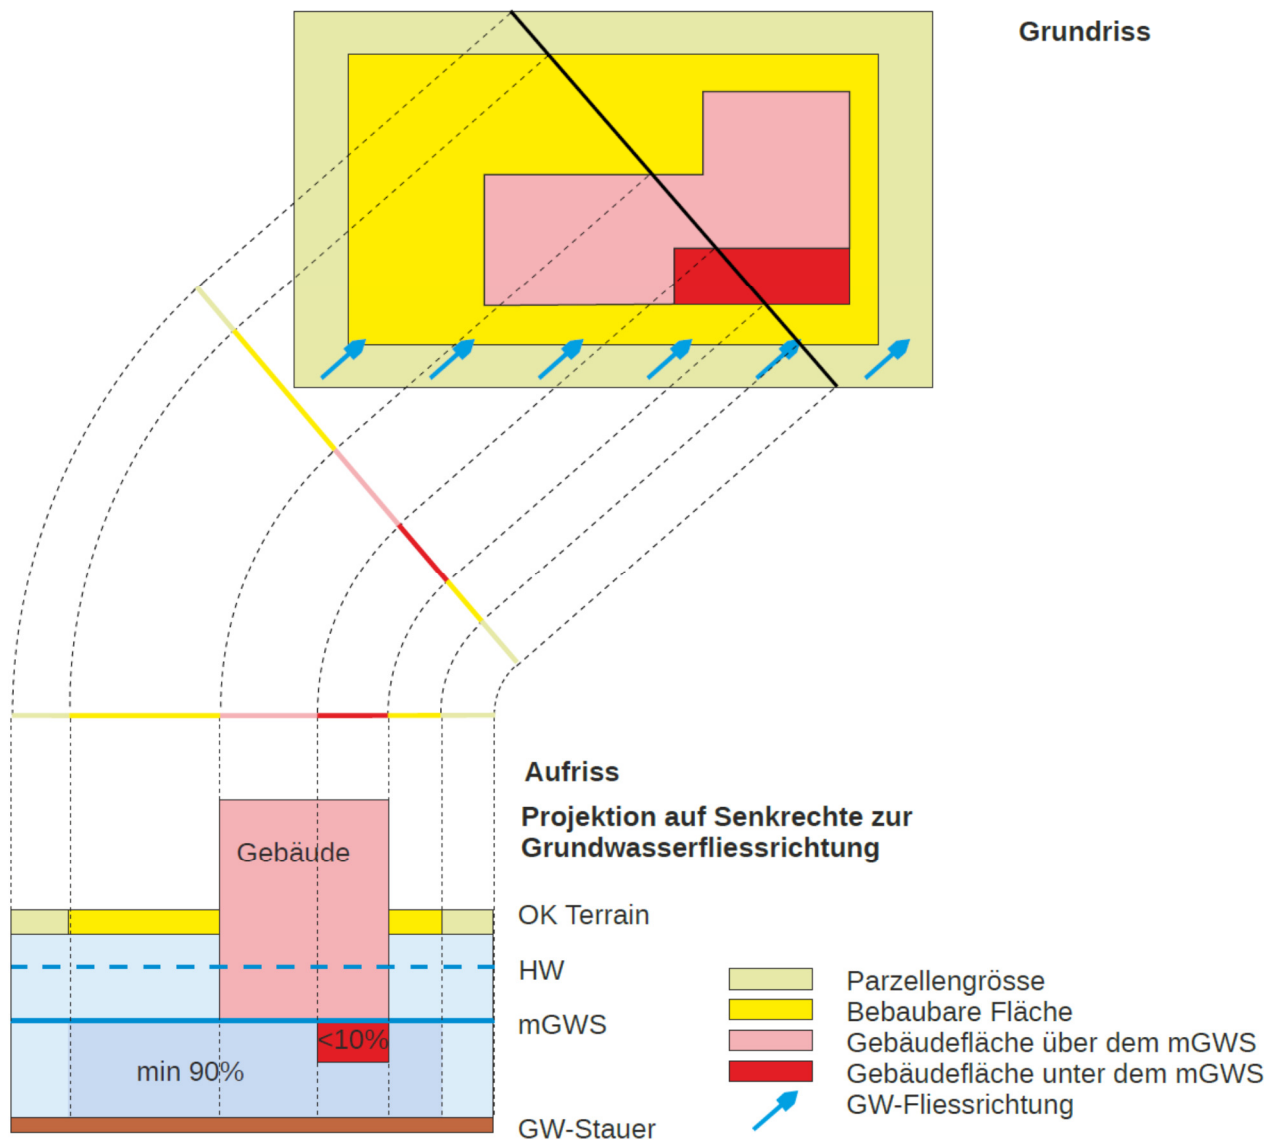 Grundriss
Aufriss
Projektion auf Senkrechte zur
Grundwasserfliessrichtung
Gebäude
OK Terrain
HW
mGWS
<10%
min 90%
GW-Stauer
Parzellengrösse
Bebaubare Fläche
Gebäudefläche über dem mGWS
Gebäudefläche unter dem mGWS
GW-Fliessrichtung